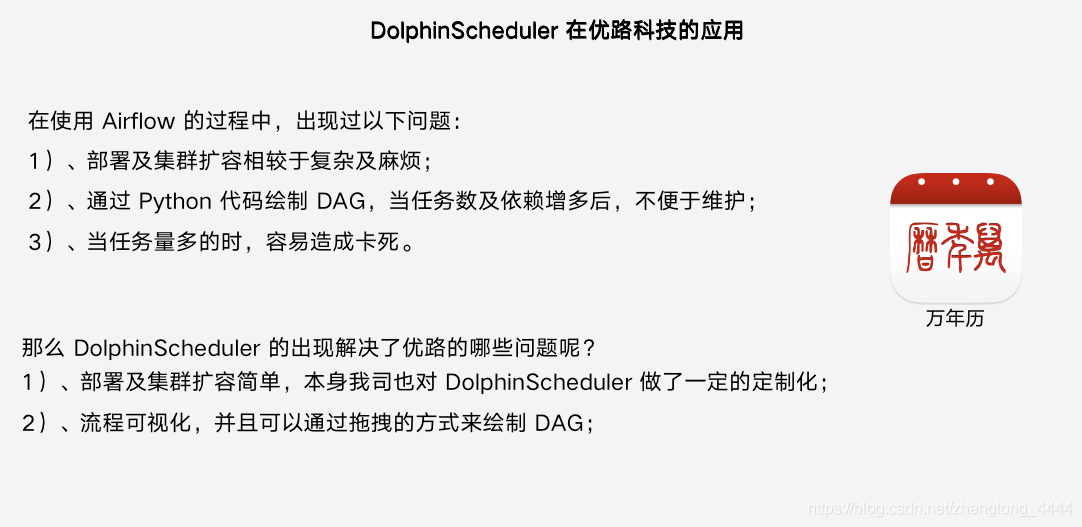 DolphinScheduler 在优路科技的应用
在使用 Airflow 的过程中，出现过以下问题：
1）、部署及集群扩容相较于复杂及麻烦；
2）、通过 Python 代码绘制 DAG，当任务数及依赖增多后，不便于维护；
3）、当任务量多的时，容易造成卡死。
曆年萬
万年历
那么 DolphinScheduler 的出现解决了优路的哪些问题呢？
1）、部署及集群扩容简单，本身我司也对 DolphinScheduler 做了一定的定制化；
2）、流程可视化，并且可以通过拖拽的方式来绘制 DAG；
https://blog.csdn.net/zhanglong_4444